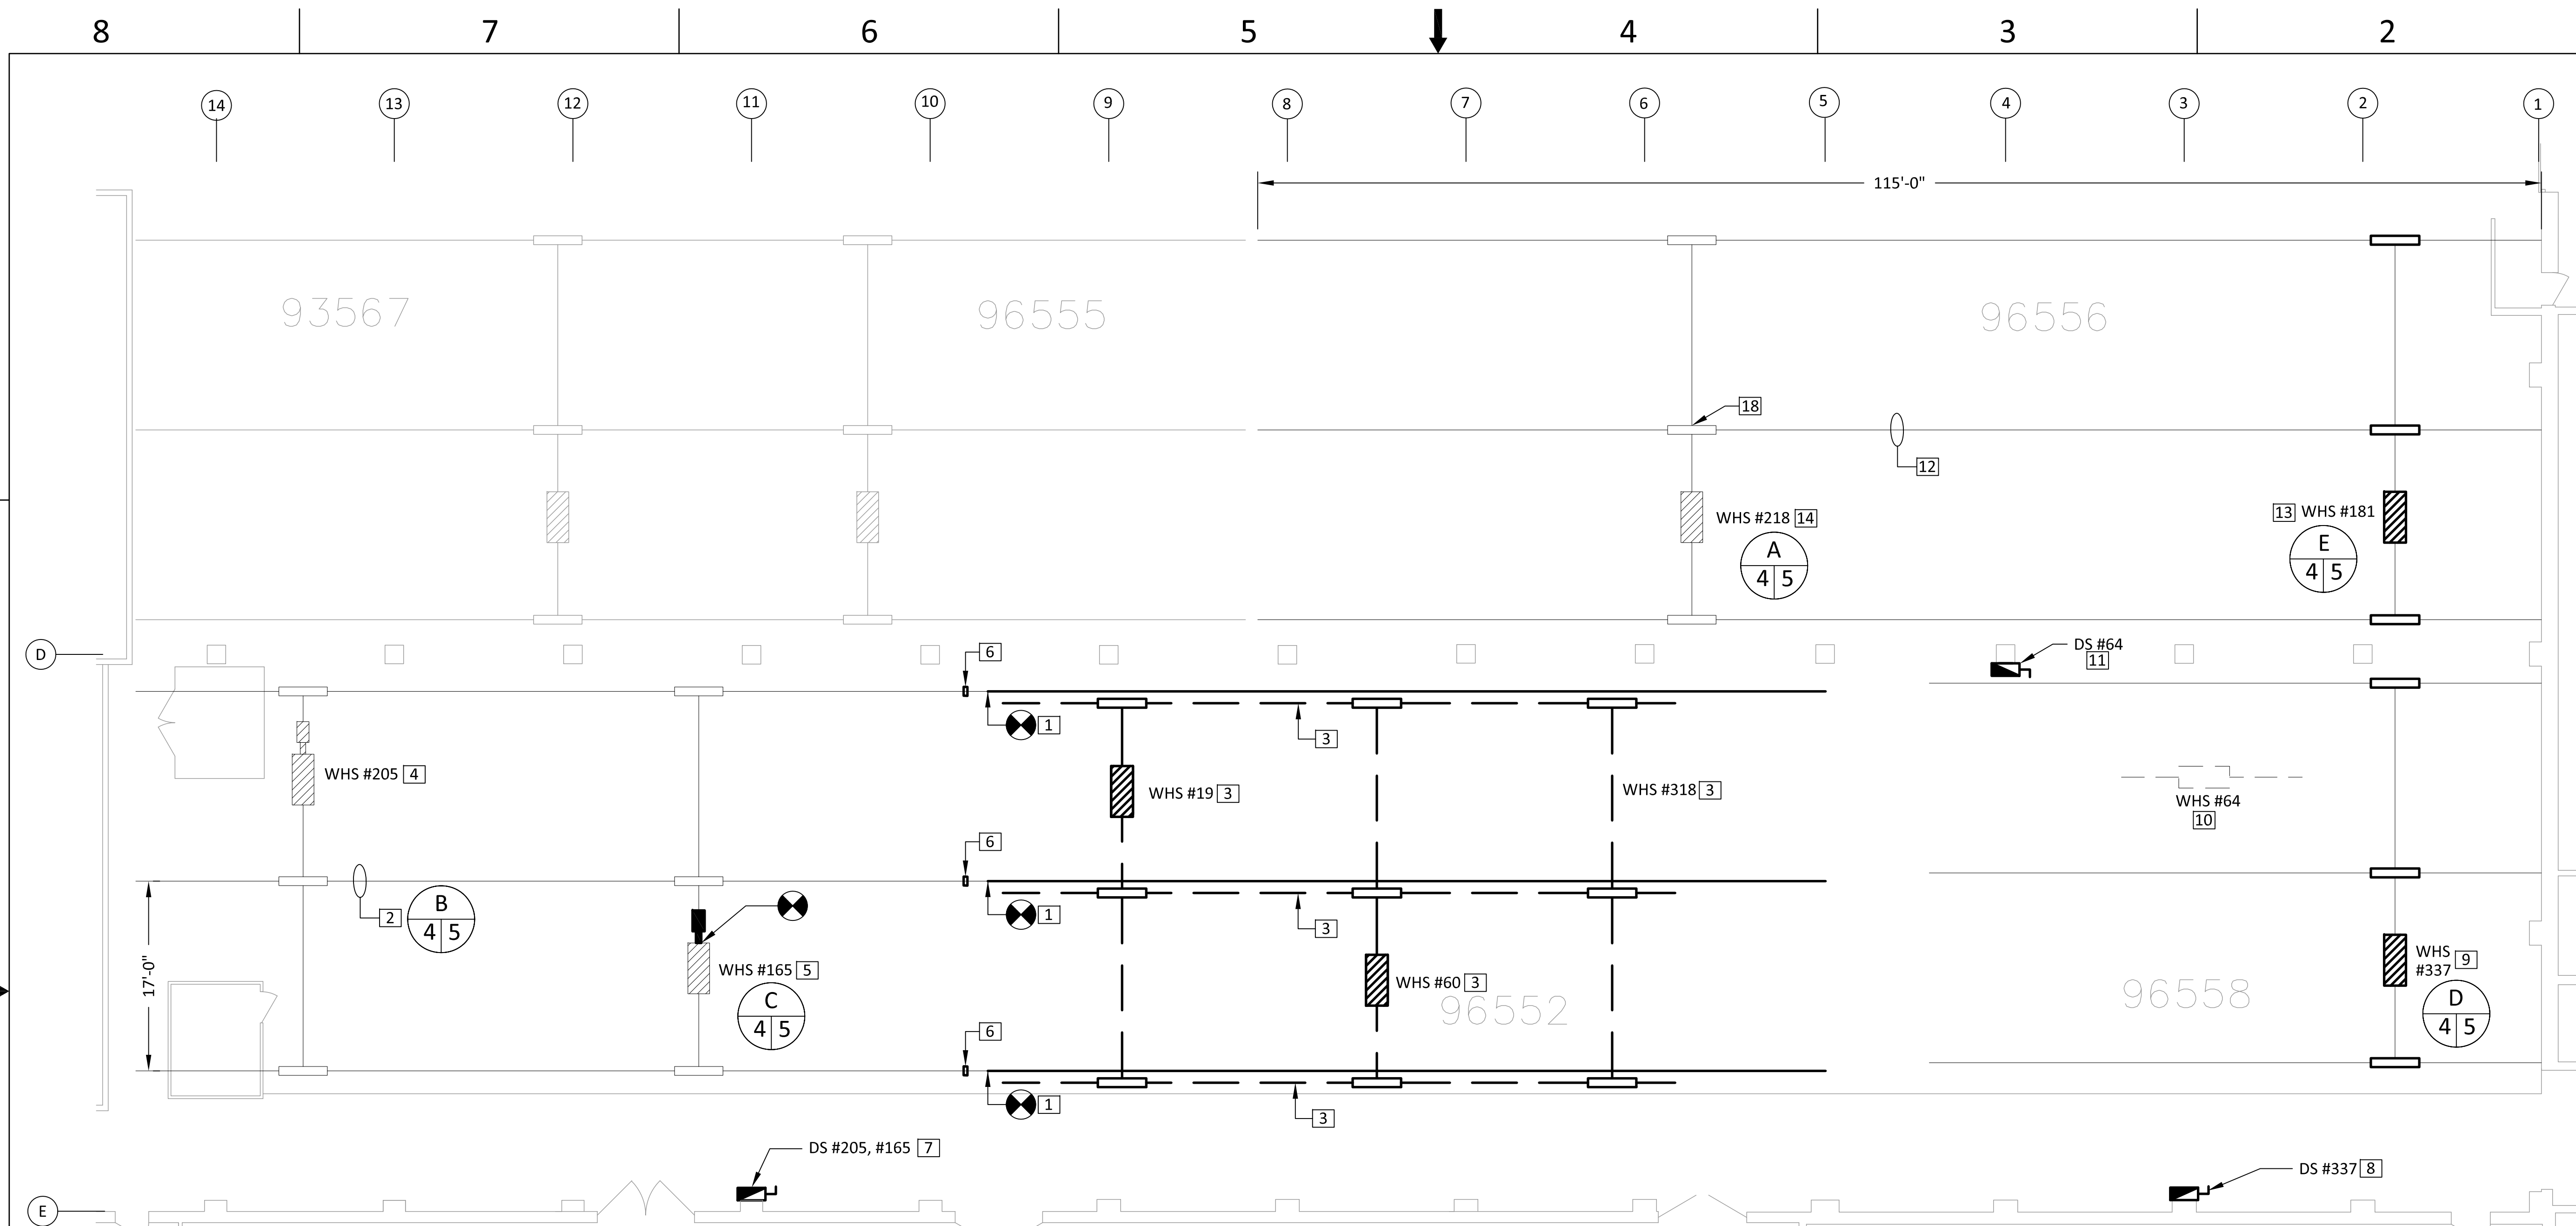 8 7 6 5 4 3 2
14 13 12 11 10 9 8 7 6 5 4 3 2 1
115'-0"
93567 96555 96556
18
12
WHS #218 14
A
4 5
13 WHS #181
E
4 5
D
6
DS #64
11
1
3
WHS #205 4
WHS #19 3
WHS #318 3
WHS #64
10
6
2
B
4 5
1
3
17'-0"
WHS #165 5
C
4 5
WHS #60 3
96552
96558
WHS
#337 9
D
4 5
6
1
3
DS #205, #165 7
DS #337 8
E